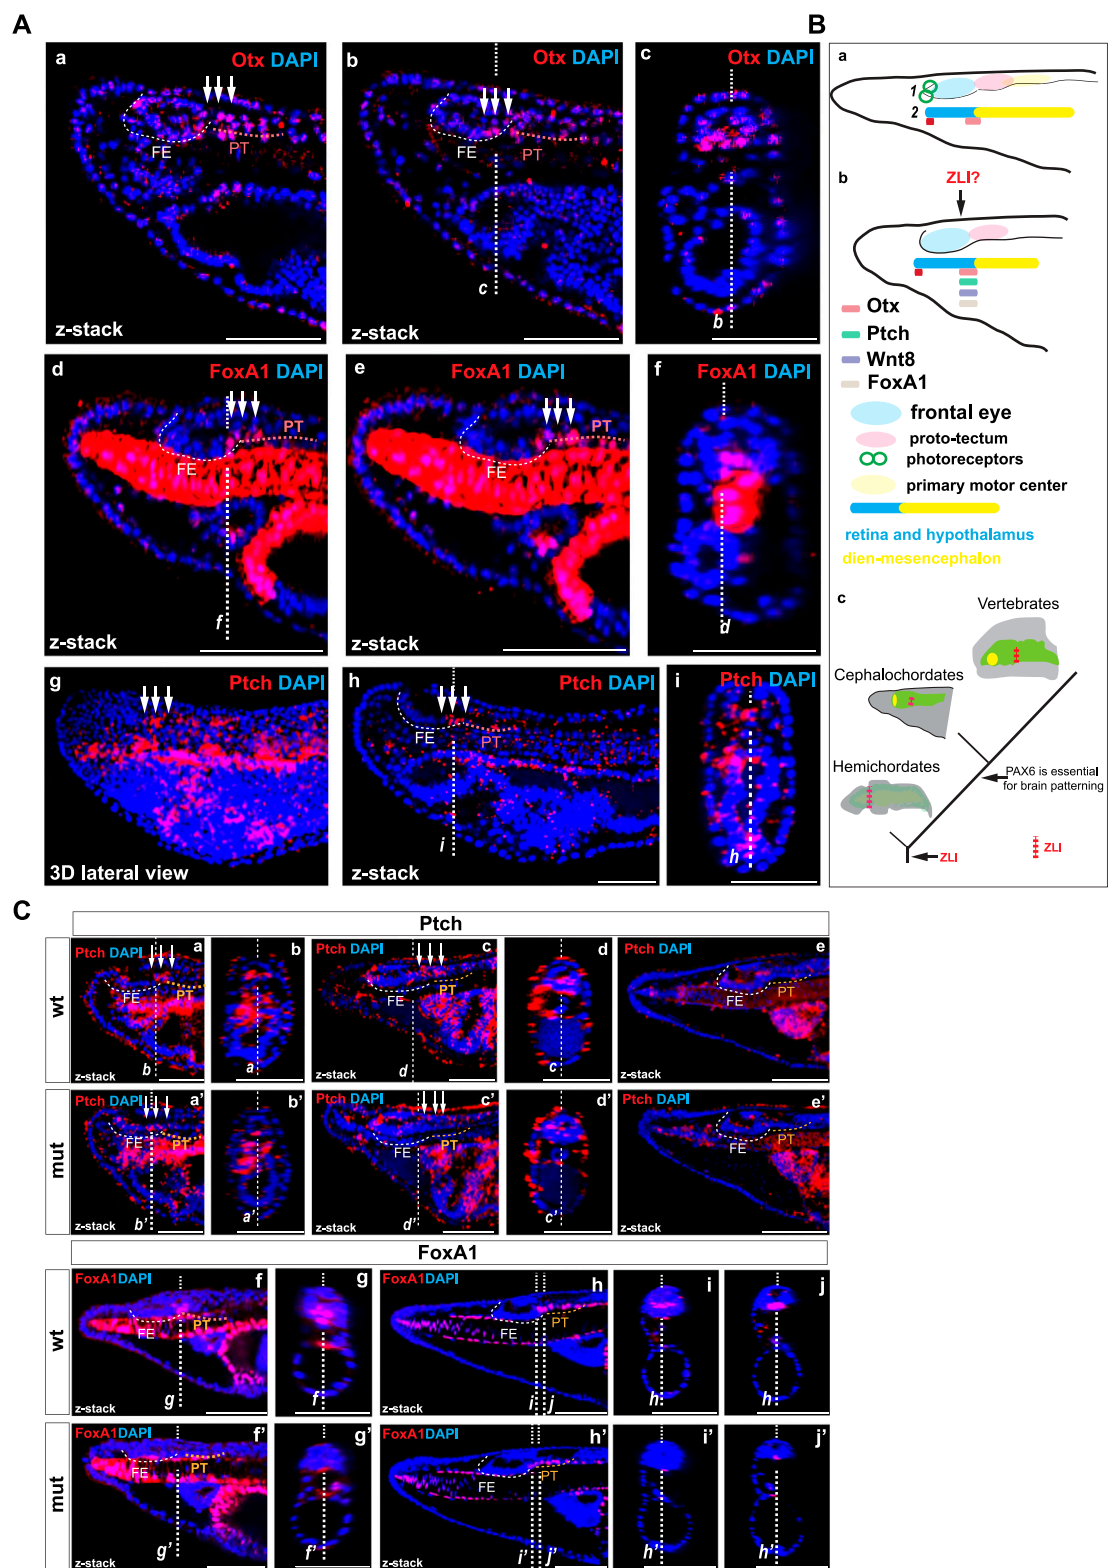 A
a
Otx DAPI
FE
PT
z-stack
b
Otx DAPI
FE
PT
c
z-stack
c
Otx DAPI
b
d
FoxA1 DAPI
PT
FE
f
z-stack
e
FoxA1 DAPI
PT
FE
z-stack
f
FoxA1 DAPI
d
g
Ptch DAPI
3D lateral view
h
Ptch DAPI
FE
PT
i
z-stack
i
Ptch DAPI
h
B
a
1
2
b
ZLI?
Otx
Ptch
Wnt8
FoxA1
frontal eye
proto-tectum
photoreceptors
primary motor center
retina and hypothalamus
dien-mesencephalon
c
Vertebrates
Cephalochordates
Hemichordates
PAX6 is essential
for brain patterning
ZLI
ZLI
C
Ptch
wt
Ptch DAPI
a
FE
PT
b
z-stack
b
a
Ptch DAPI
c
FE
PT
d
z-stack
d
c
Ptch DAPI
e
FE
PT
z-stack
mut
Ptch DAPI
a'
FE
PT
b'
z-stack
b'
a'
Ptch DAPI
c'
FE
PT
d'
z-stack
d'
c'
Ptch DAPI
e'
FE
PT
z-stack
FoxA1
wt
FoxA1DAPI
f
FE
PT
g
z-stack
g
f
FoxA1DAPI
h
FE
PT
i
j
z-stack
i
h
j
h
mut
FoxA1DAPI
f'
FE
PT
g'
z-stack
g'
f'
FoxA1DAPI
h'
FE
PT
i'
j'
z-stack
i'
h'
j'
h'